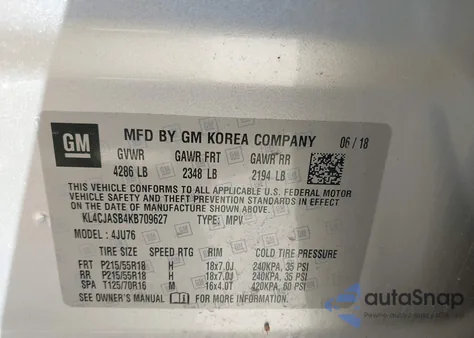 GM
MFD BY GM KOREA COMPANY 06/18
GVWR GAWR FRT GAWR RR
4286 LB 2348 LB 2194 LB
THIS VEHICLE CONFORMS TO ALL APPLICABLE U.S. FEDERAL MOTOR
VEHICLE SAFETY, BUMPER, AND THEFT PREVENTION STANDARDS IN EFFECT
ON THE DATE OF MANUFACTURE SHOWN ABOVE.
KL4CJASB4KB709627 TYPE: MPV
MODEL : 4JU76
TIRE SIZE SPEED RTG RIM COLD TIRE PRESSURE
FRT P215/55R18 H 18x7.0J 240KPA, 35 PSI
RR P215/55R18 H 18x7.0J 240KPA, 35 PSI
SPA T125/70R16 M 16x4.0T 420KPA, 60 PSI
SEE OWNER'S MANUAL FOR MORE INFORMATION.
autoSnap